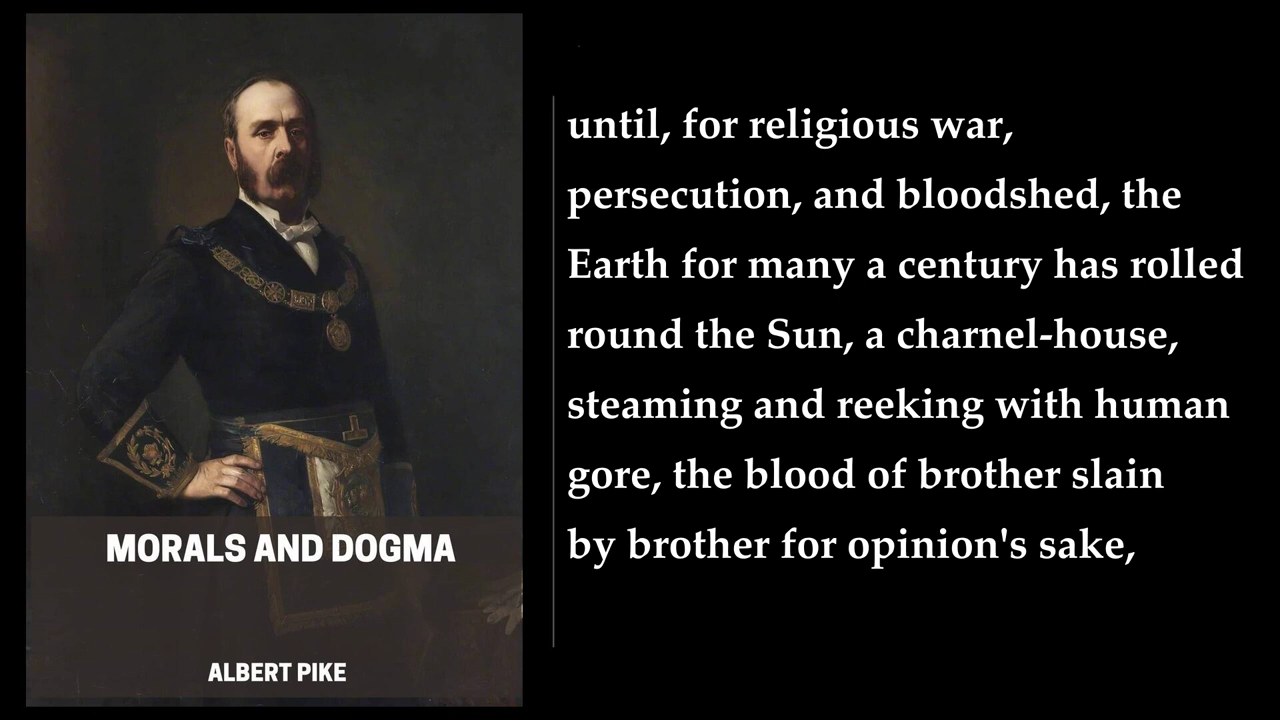 MORALS AND DOGMA
ALBERT PIKE
until, for religious war,
persecution, and bloodshed, the
Earth for many a century has rolled
round the Sun, a charnel-house,
steaming and reeking with human
gore, the blood of brother slain
by brother for opinion's sake,